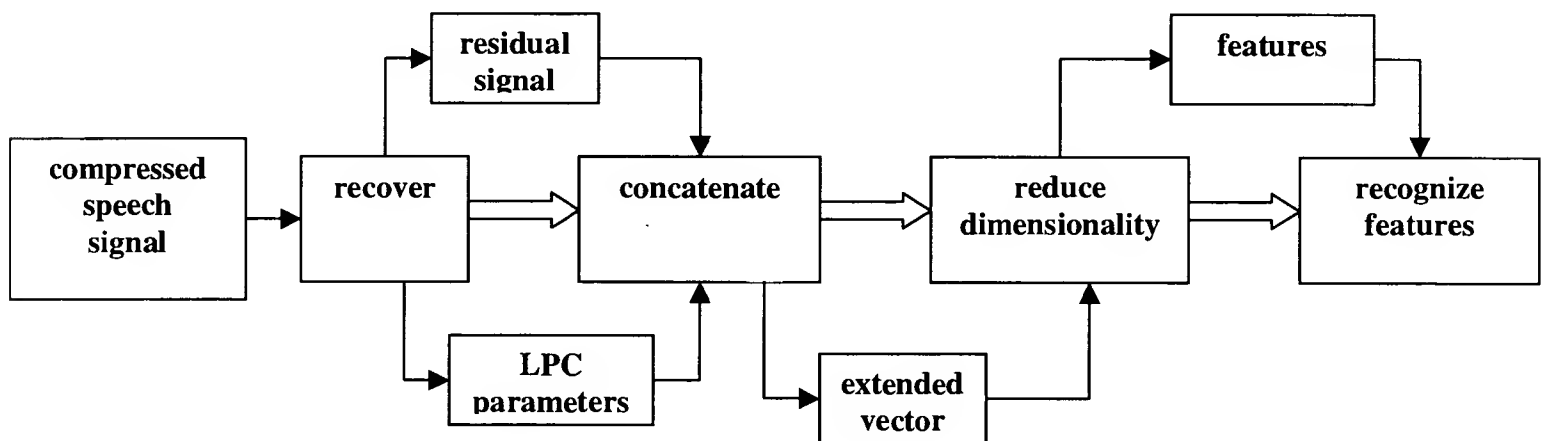 residual
signal
features
compressed
speech
signal
recover
concatenate
reduce
dimensionality
recognize
features
LPC
parameters
extended
vector